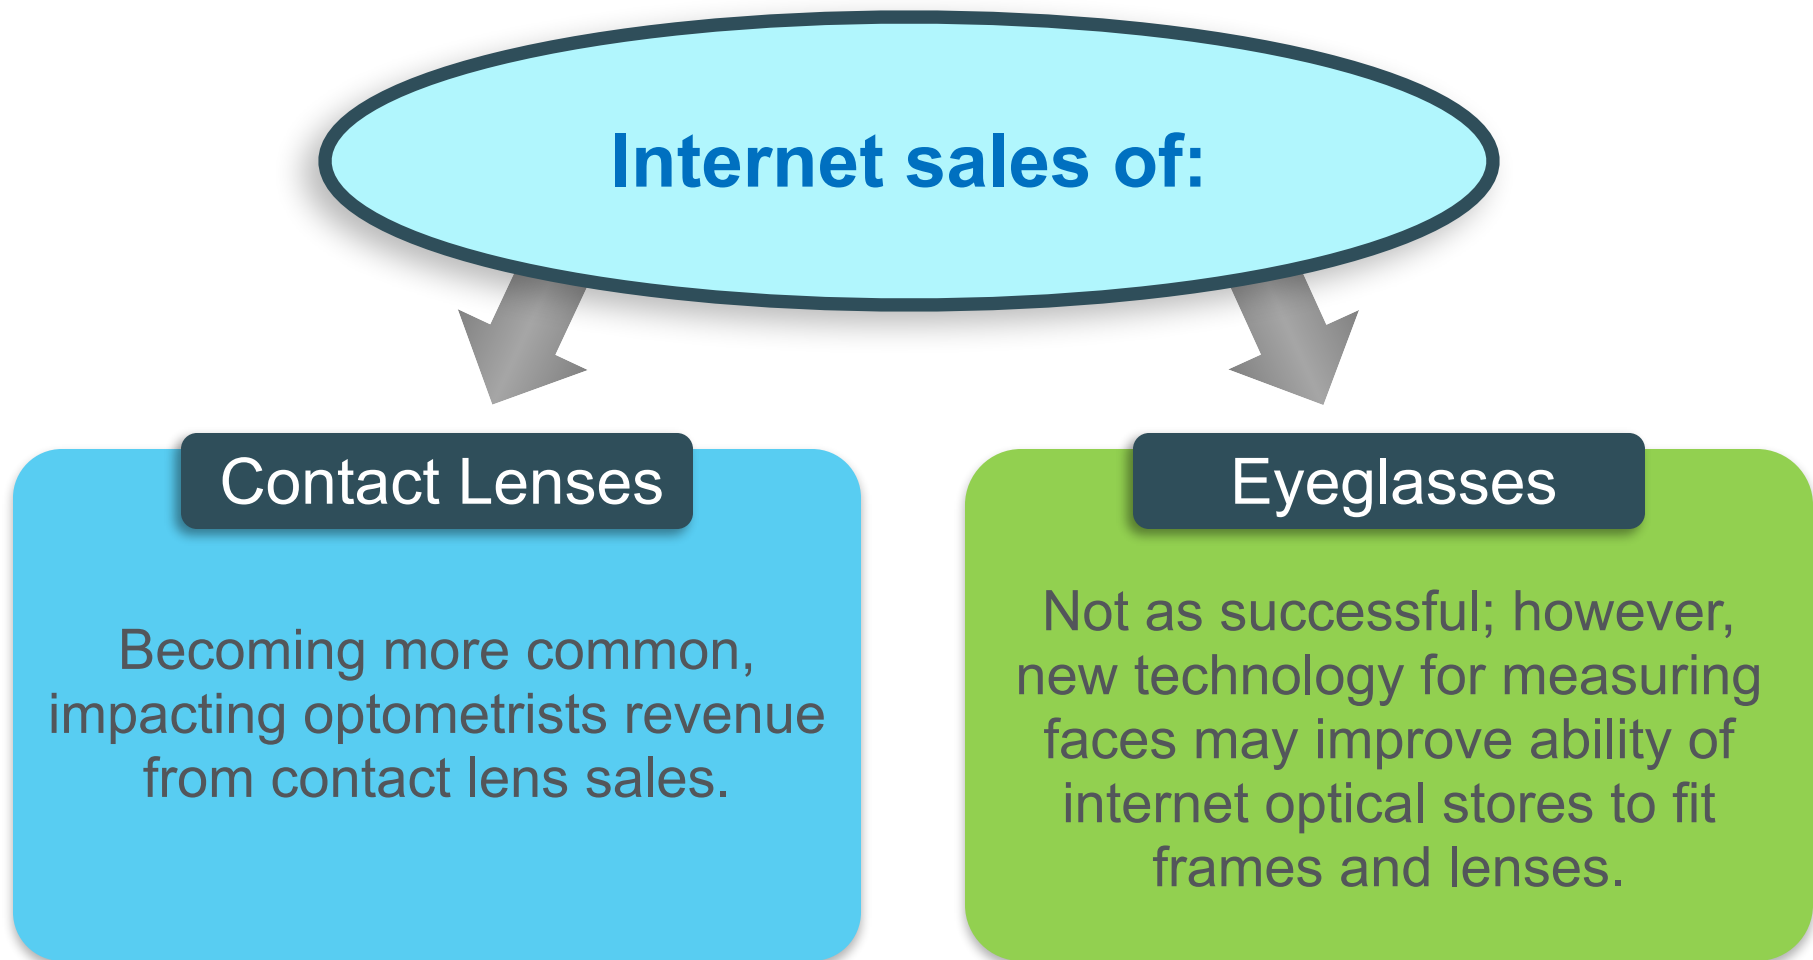 Internet sales of:
Contact Lenses
Becoming more common,
impacting optometrists revenue
from contact lens sales.
Eyeglasses
Not as successful; however,
new technology for measuring
faces may improve ability of
internet optical stores to fit
frames and lenses.